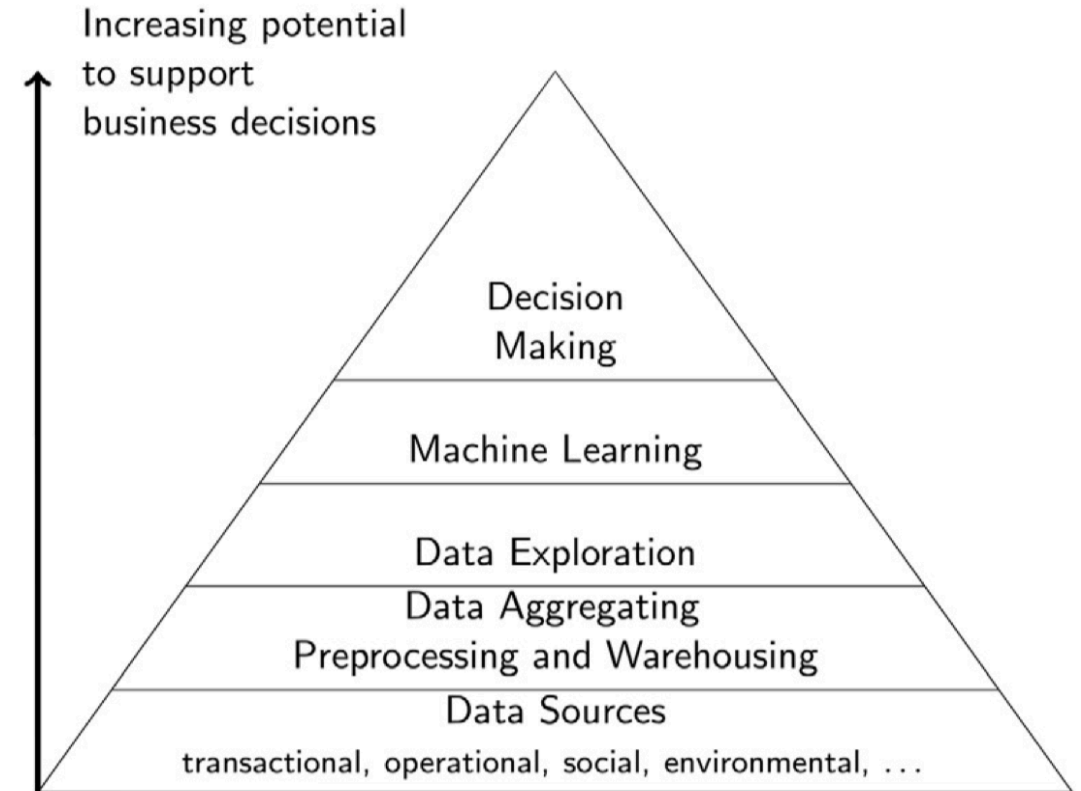 Increasing potential
to support
business decisions
Decision
Making
Machine Learning
Data Exploration
Data Aggregating
Preprocessing and Warehousing
Data Sources
transactional, operational, social, environmental, ...